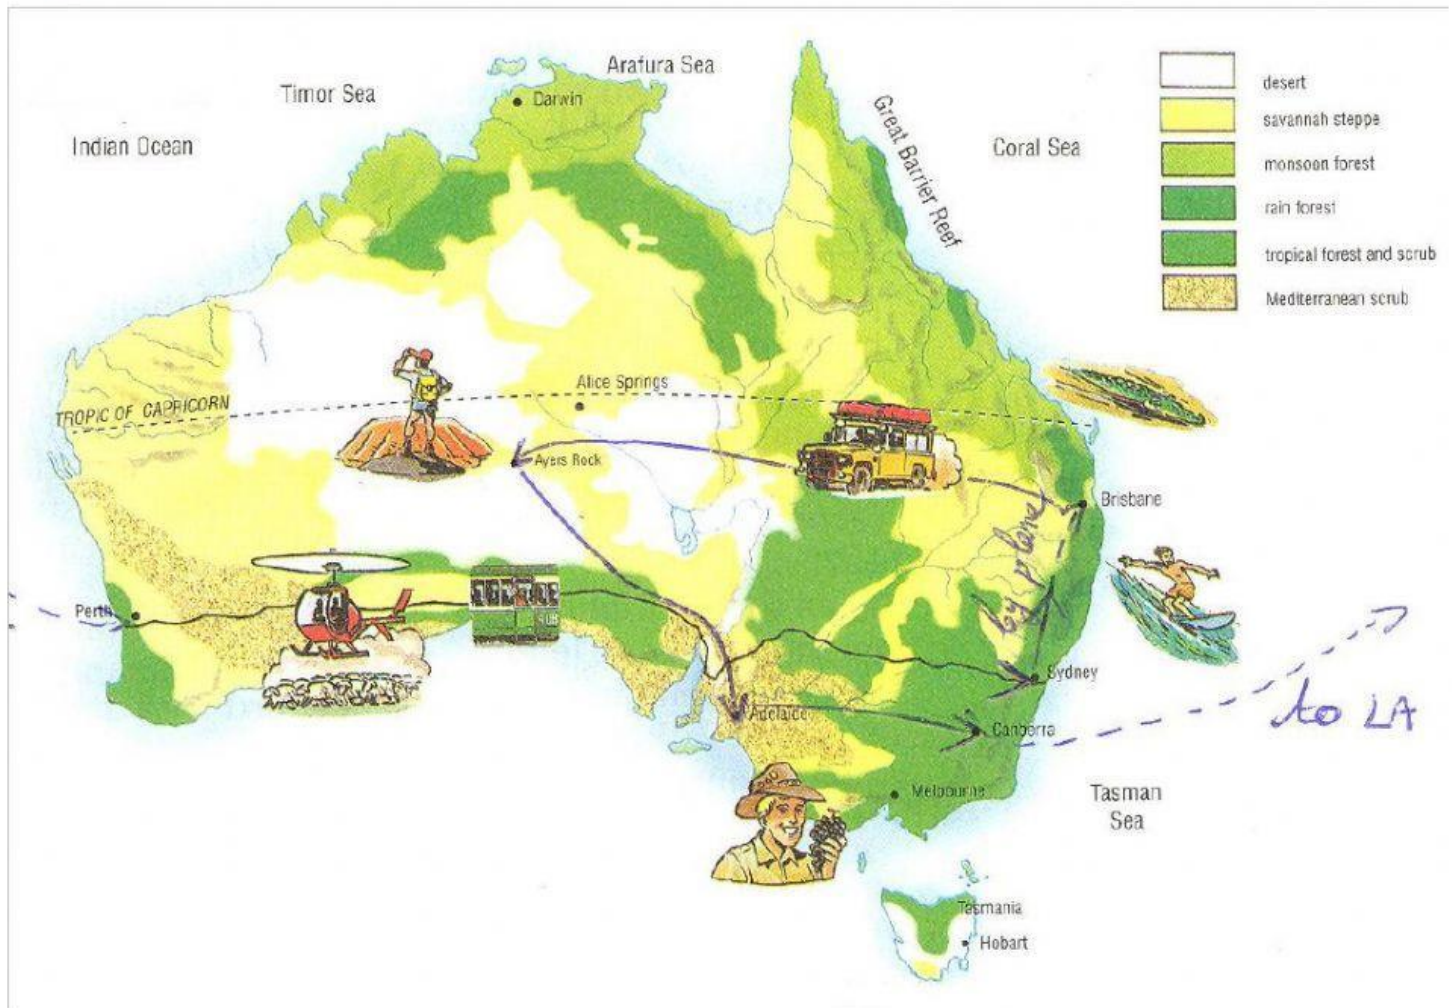 Arafura Sea
Timor Sea
Darwin
Indian Ocean
Great Barrier Reef
Coral Sea
desert
savannah steppe
monsoon forest
rain forest
tropical forest and scrub
Mediterranean scrub
TROPIC OF CAPRICORN
Alice Springs
Ayers Rock
Brisbane
by plane
Perth
Sydney
to LA
Adelaide
Canberra
Melbourne
Tasman
Sea
Tasmania
Hobart